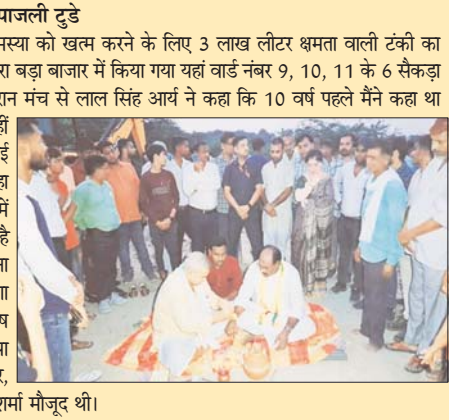 पाजली टुडे
मस्या को खत्म करने के लिए 3 लाख लीटर क्षमता वाली टंकी का
रा बड़ा बाजार में किया गया यहां वार्ड नंबर 9, 10, 11 के 6 सैकड़ा
रान मंच से लाल सिंह आर्य ने कहा कि 10 वर्ष पहले मैंने कहा था
हीं
ई
हा
में
है
ना
गा
ष
या
र,
शर्मा मौजूद थी।